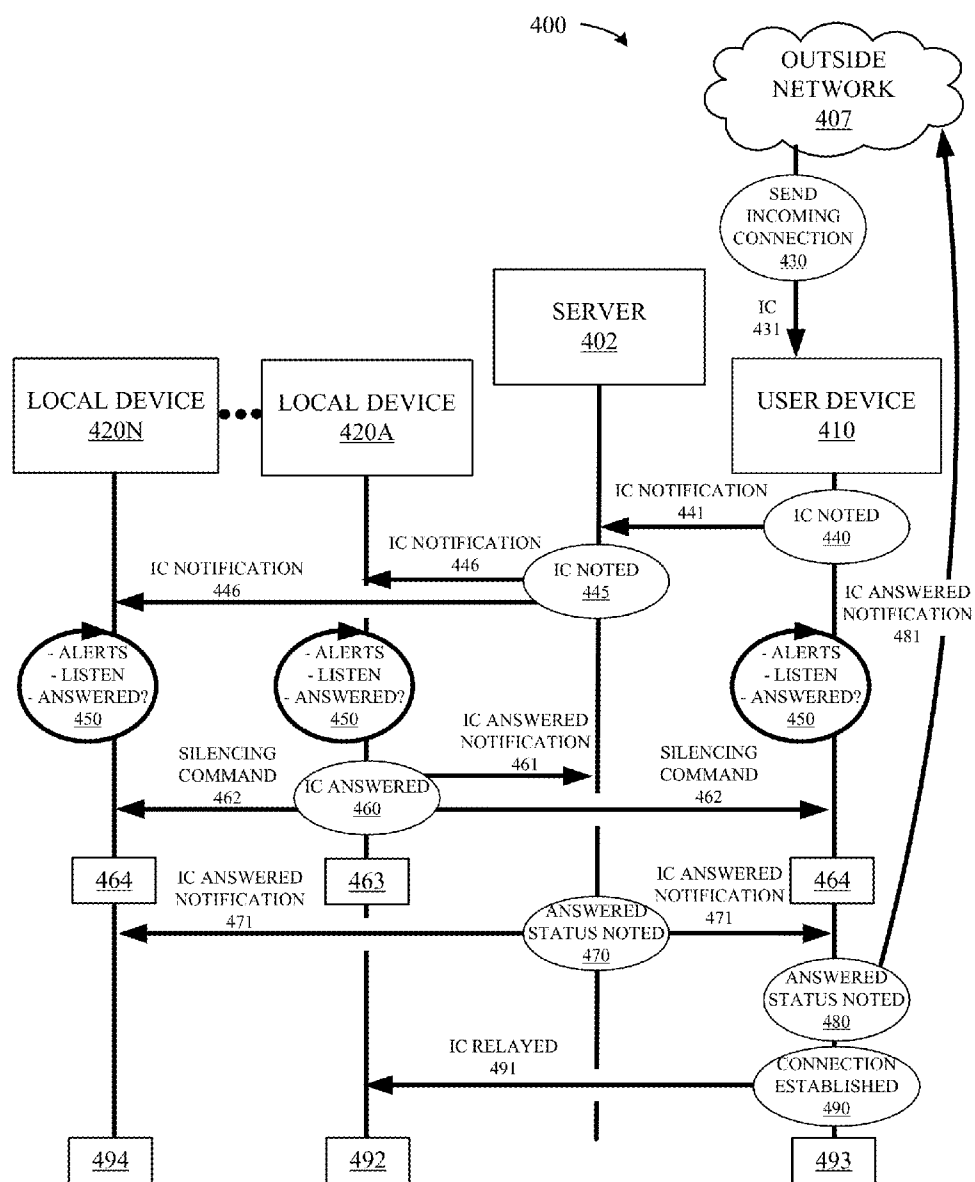 400
OUTSIDE
NETWORK
407
SEND
INCOMING
CONNECTION
430
IC
431
SERVER
402
LOCAL DEVICE
420N
LOCAL DEVICE
420A
USER DEVICE
410
IC NOTIFICATION
441
IC NOTED
440
IC NOTIFICATION
446
IC NOTIFICATION
446
IC NOTED
445
IC ANSWERED
NOTIFICATION
481
- ALERTS
- LISTEN
- ANSWERED?
450
- ALERTS
- LISTEN
- ANSWERED?
450
- ALERTS
- LISTEN
- ANSWERED?
450
IC ANSWERED
NOTIFICATION
461
SILENCING
COMMAND
462
IC ANSWERED
460
SILENCING
COMMAND
462
464
463
464
IC ANSWERED
NOTIFICATION
471
ANSWERED
STATUS NOTED
470
IC ANSWERED
NOTIFICATION
471
ANSWERED
STATUS NOTED
480
IC RELAYED
491
CONNECTION
ESTABLISHED
490
494
492
493